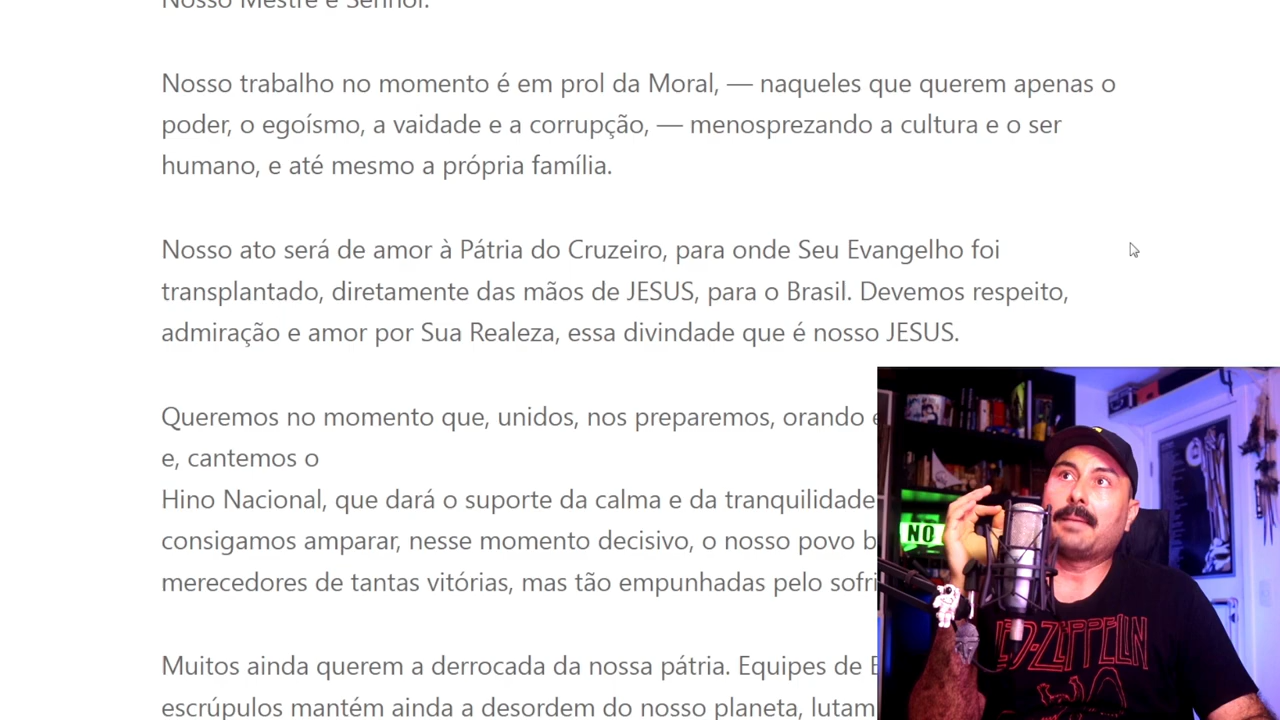 Nosso Mestre e Senhor.
Nosso trabalho no momento é em prol da Moral, — naqueles que querem apenas o
poder, o egoísmo, a vaidade e a corrupção, — menosprezando a cultura e o ser
humano, e até mesmo a própria família.
Nosso ato será de amor à Pátria do Cruzeiro, para onde Seu Evangelho foi
transplantado, diretamente das mãos de JESUS, para o Brasil. Devemos respeito,
admiração e amor por Sua Realeza, essa divindade que é nosso JESUS.
Queremos no momento que, unidos, nos preparemos, orando
e, cantemos o
Hino Nacional, que dará o suporte da calma e da tranquilidade
consigamos amparar, nesse momento decisivo, o nosso povo
merecedores de tantas vitórias, mas tão empunhadas pelo
Muitos ainda querem a derrocada da nossa pátria. Equipes de
escrúpulos mantém ainda a desordem do nosso planeta, lutam
NO
LED-ZEPPELIN